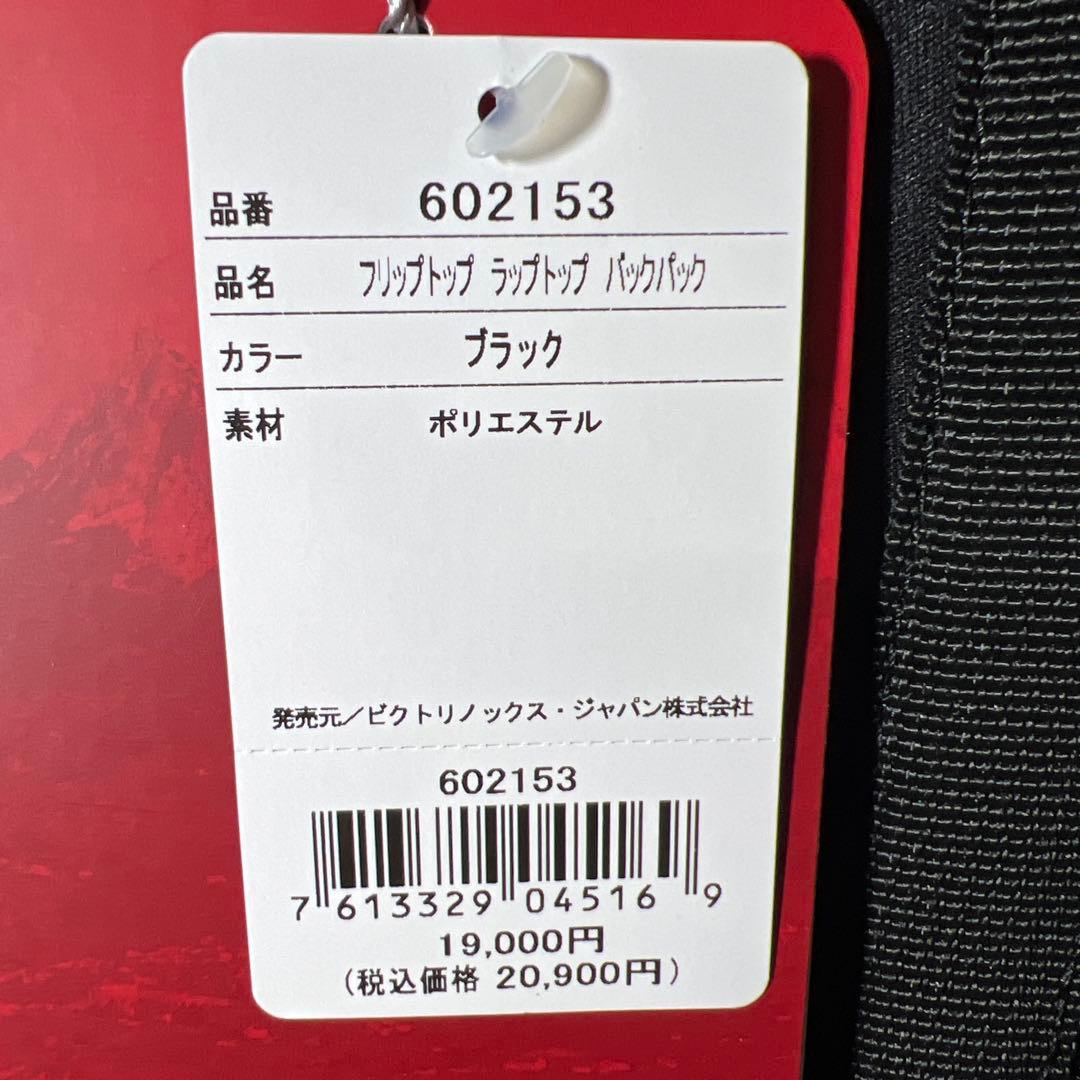 品番 602153
品名 フリップトップ ラップトップ バックパック
カラー ブラック
素材 ポリエステル
発売元／ビクトリノックス・ジャパン株式会社
602153
7 613329 04516 9
19,000円
(税込価格 20,900円)